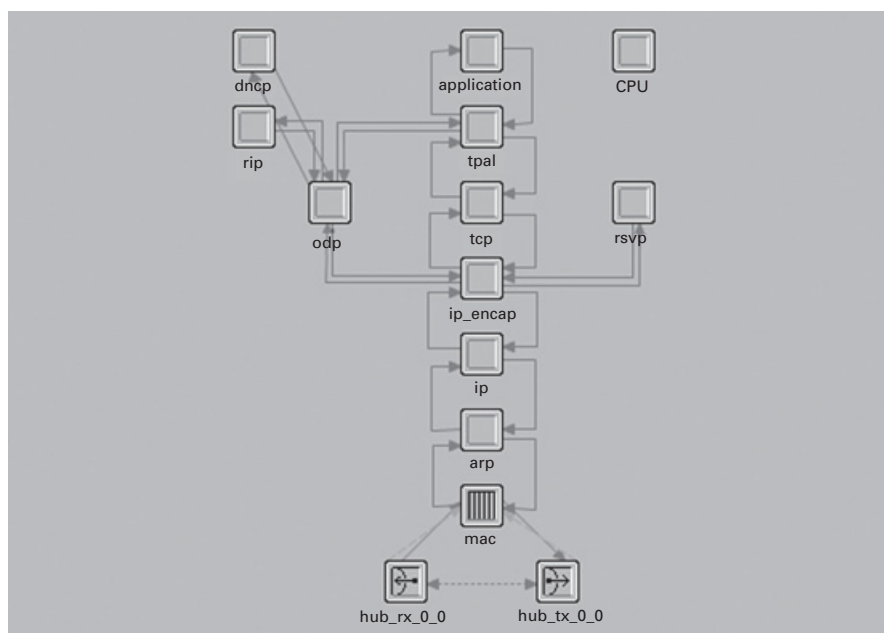 dncp
application
CPU
rip
tpal
odp
tcp
rsvp
ip_encap
ip
arp
mac
hub_rx_0_0
hub_tx_0_0